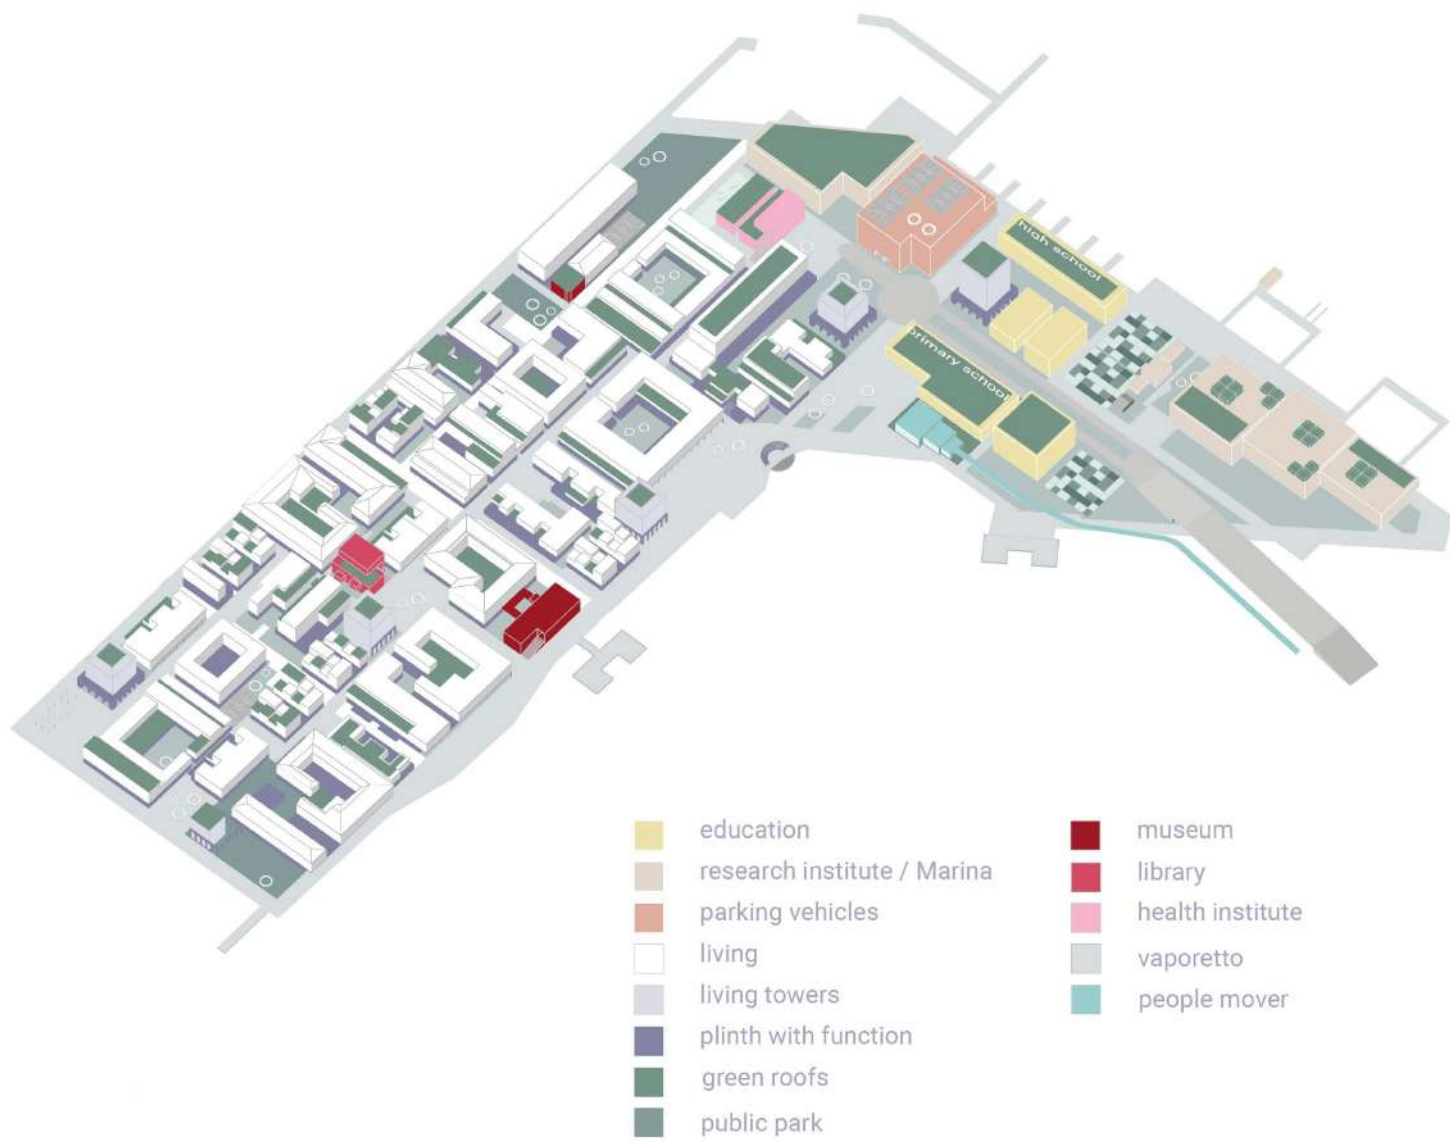 high school
primary school
education
research institute / Marina
parking vehicles
living
living towers
plinth with function
green roofs
public park
museum
library
health institute
vaporetto
people mover